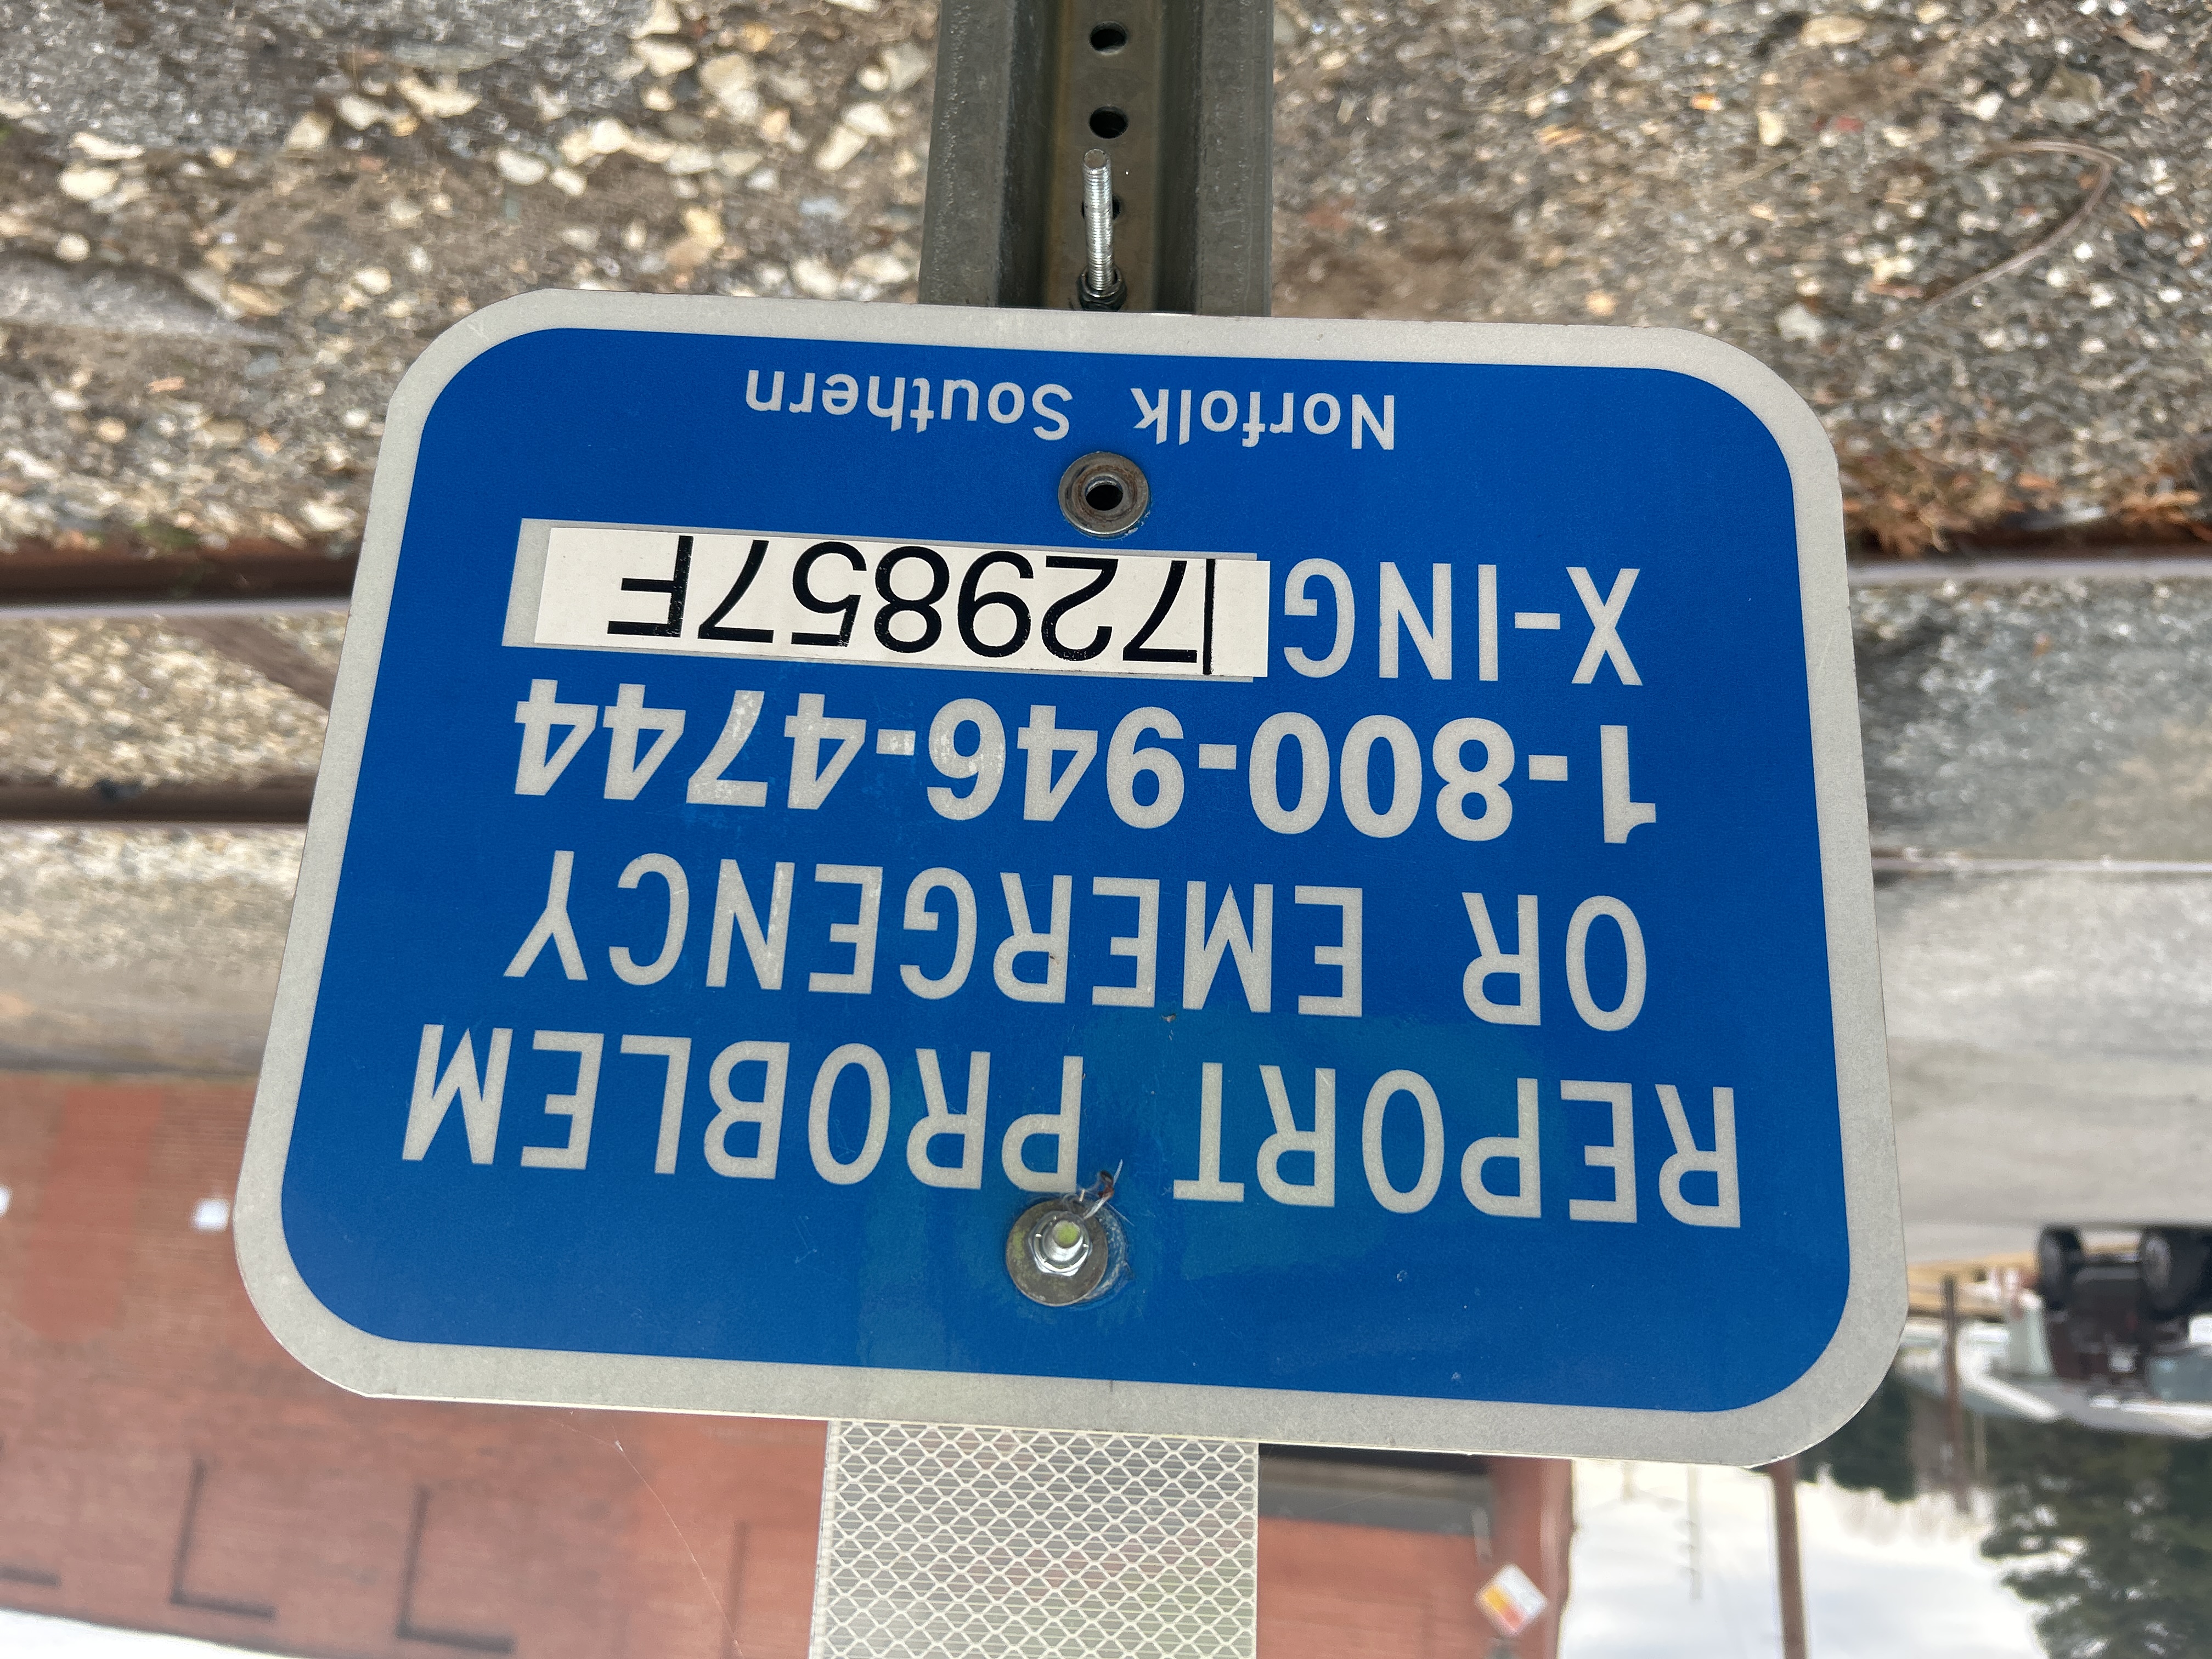 REPORT PROBLEM
OR EMERGENCY
1-800-946-4744
X-ING 729857F
Norfolk Southern